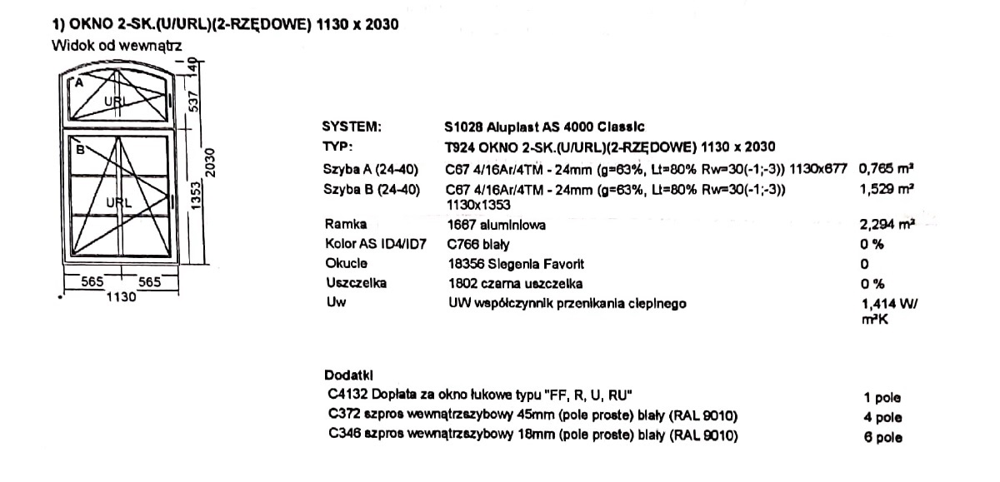 1) OKNO 2-SK.(U/URL)(2-RZĘDOWE) 1130 x 2030
Widok od wewnątrz
A
URL
B
URL
140
537
1353
2030
565 565
1130
SYSTEM: S1028 Aluplast AS 4000 Classic
TYP: T924 OKNO 2-SK.(U/URL)(2-RZĘDOWE) 1130 x 2030
Szyba A (24-40) C67 4/16Ar/4TM - 24mm (g=63%, Lt=80% Rw=30(-1;-3)) 1130x677 0,765 m²
Szyba B (24-40) C67 4/16Ar/4TM - 24mm (g=63%, Lt=80% Rw=30(-1;-3)) 1,529 m²
1130x1353
Ramka 1667 aluminiowa 2,294 m²
Kolor AS ID4/ID7 C766 biały 0 %
Okucie 18356 Siegenia Favorit 0
Uszczelka 1802 czarna uszczelka 0 %
Uw UW współczynnik przenikania cieplnego 1,414 W/
m²K
Dodatki
C4132 Dopłata za okno łukowe typu "FF, R, U, RU" 1 pole
C372 szpros wewnątrzszybowy 45mm (pole proste) biały (RAL 9010) 4 pole
C346 szpros wewnątrzszybowy 18mm (pole proste) biały (RAL 9010) 6 pole